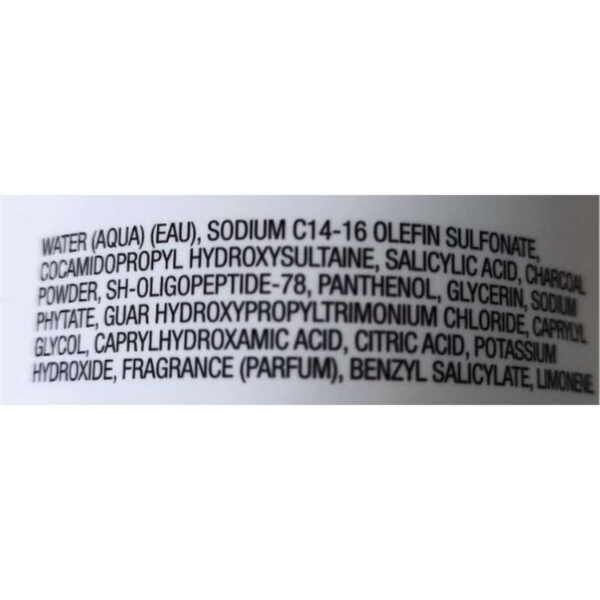 WATER (AQUA) (EAU), SODIUM C14-16 OLEFIN SULFONATE,
COCAMIDOPROPYL HYDROXYSULTAINE, SALICYLIC ACID, CHARCOAL
POWDER, SH-OLIGOPEPTIDE-78, PANTHENOL, GLYCERIN, SODIUM
PHYTATE, GUAR HYDROXYPROPYLTRIMONIUM CHLORIDE, CAPRYLYL
GLYCOL, CAPRYLHYDROXAMIC ACID, CITRIC ACID, POTASSIUM
HYDROXIDE, FRAGRANCE (PARFUM), BENZYL SALICYLATE, LIMONENE.